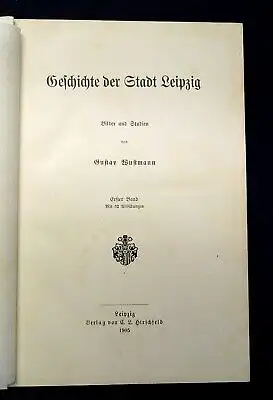 Geschichte der Stadt Leipzig
Bilder und Studien
von
Gustav Wustmann
Erster Band
Mit 32 Abbildungen
Leipzig
Verlag von C. L. Hirschfeld
1905